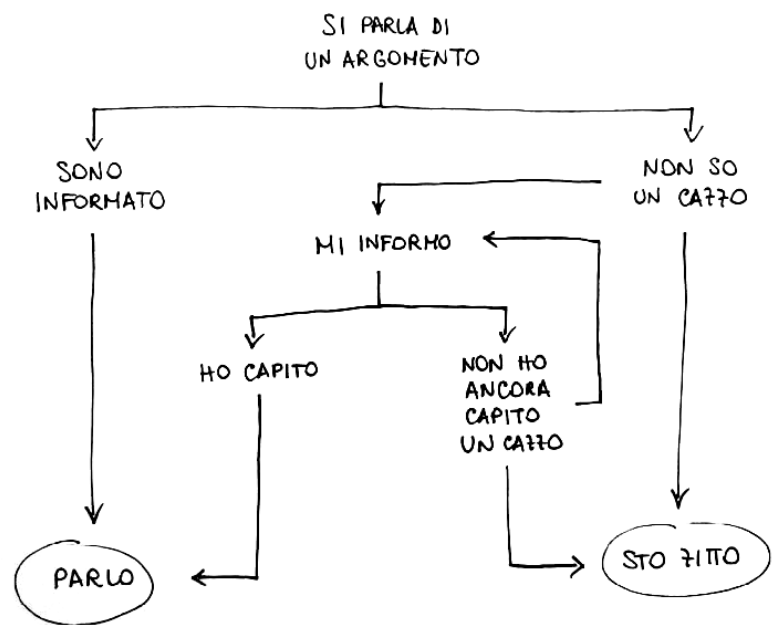 SI PARLA DI
UN ARGOMENTO
SONO
INFORMATO
NON SO
UN CAZZO
MI INFORMO
HO CAPITO
NON HO
ANCORA
CAPITO
UN CAZZO
PARLO
STO ZITTO